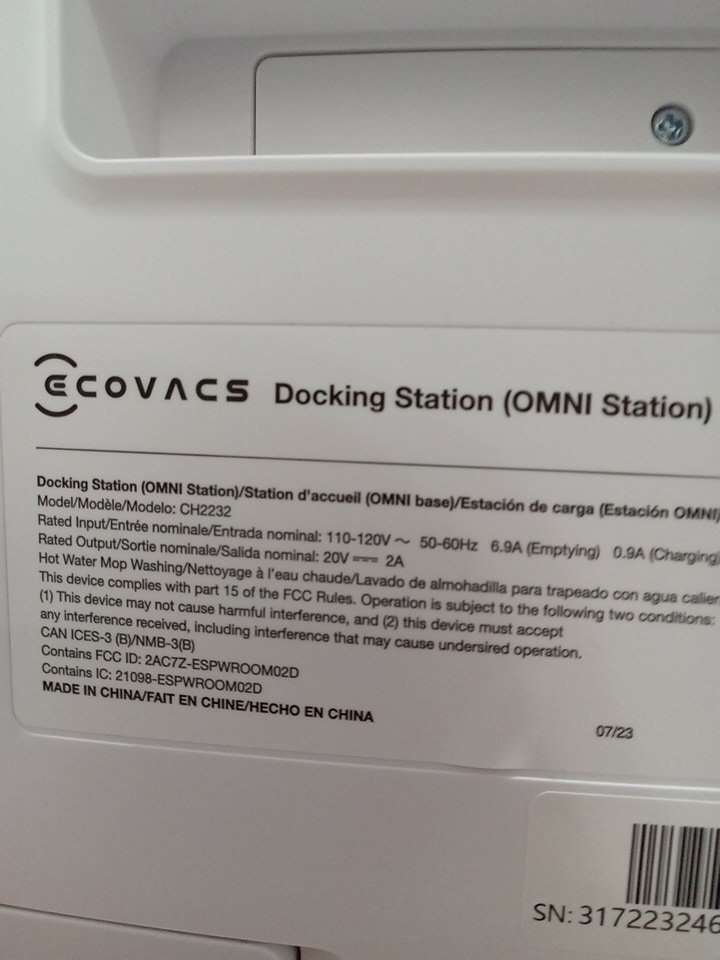 ECOVACS Docking Station (OMNI Station)
Docking Station (OMNI Station)/Station d'accueil (OMNI base)/Estación de carga (Estación OMNI)
Model/Modèle/Modelo: CH2232
Rated Input/Entrée nominale/Entrada nominal: 110-120V ~ 50-60Hz 6.9A (Emptying) 0.9A (Charging)
Rated Output/Sortie nominale/Salida nominal: 20V ⎓ 2A
Hot Water Mop Washing/Nettoyage à l'eau chaude/Lavado de almohadilla para trapeado con agua
This device complies with part 15 of the FCC Rules. Operation is subject to the following two conditions:
(1) This device may not cause harmful interference, and (2) this device must accept
any interference received, including interference that may cause undersired operation.
CAN ICES-3 (B)/NMB-3(B)
Contains FCC ID: 2AC7Z-ESPWROOM02D
Contains IC: 21098-ESPWROOM02D
MADE IN CHINA/FAIT EN CHINE/HECHO EN CHINA
07/23
SN: 317223246